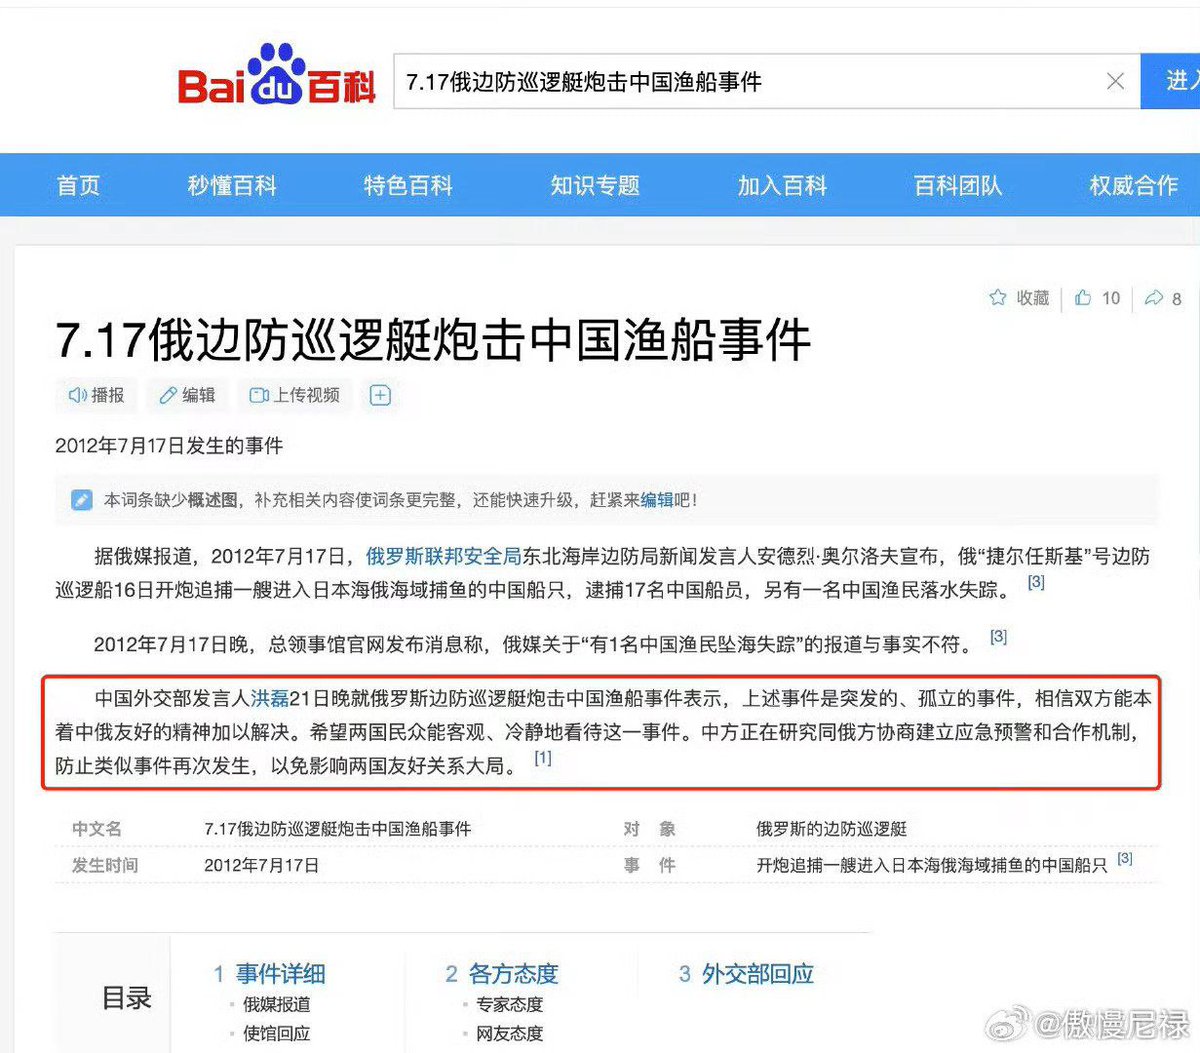 Bai du 百科
7.17俄边防巡逻艇炮击中国渔船事件
进入
首页 秒懂百科 特色百科 知识专题 加入百科 百科团队 权威合作
收藏 10 8
7.17俄边防巡逻艇炮击中国渔船事件
播报 编辑 上传视频
2012年7月17日发生的事件
本词条缺少概述图，补充相关内容使词条更完整，还能快速升级，赶紧来编辑吧！
据俄媒报道，2012年7月17日，俄罗斯联邦安全局东北海岸边防局新闻发言人安德烈·奥尔洛夫宣布，俄“捷尔任斯基”号边防
巡逻船16日开炮追捕一艘进入日本海俄海域捕鱼的中国船只，逮捕17名中国船员，另有一名中国渔民落水失踪。 [3]
2012年7月17日晚，总领事馆官网发布消息称，俄媒关于“有1名中国渔民坠海失踪”的报道与事实不符。 [3]
中国外交部发言人洪磊21日晚就俄罗斯边防巡逻艇炮击中国渔船事件表示，上述事件是突发的、孤立的事件，相信双方能本
着中俄友好的精神加以解决。希望两国民众能客观、冷静地看待这一事件。中方正在研究同俄方协商建立应急预警和合作机制，
防止类似事件再次发生，以免影响两国友好关系大局。 [1]
中文名 7.17俄边防巡逻艇炮击中国渔船事件 对 象 俄罗斯的边防巡逻艇
发生时间 2012年7月17日 事 件 开炮追捕一艘进入日本海俄海域捕鱼的中国船只 [3]
目录
1 事件详细
俄媒报道
使馆回应
2 各方态度
专家态度
网友态度
3 外交部回应
@傲慢尼禄